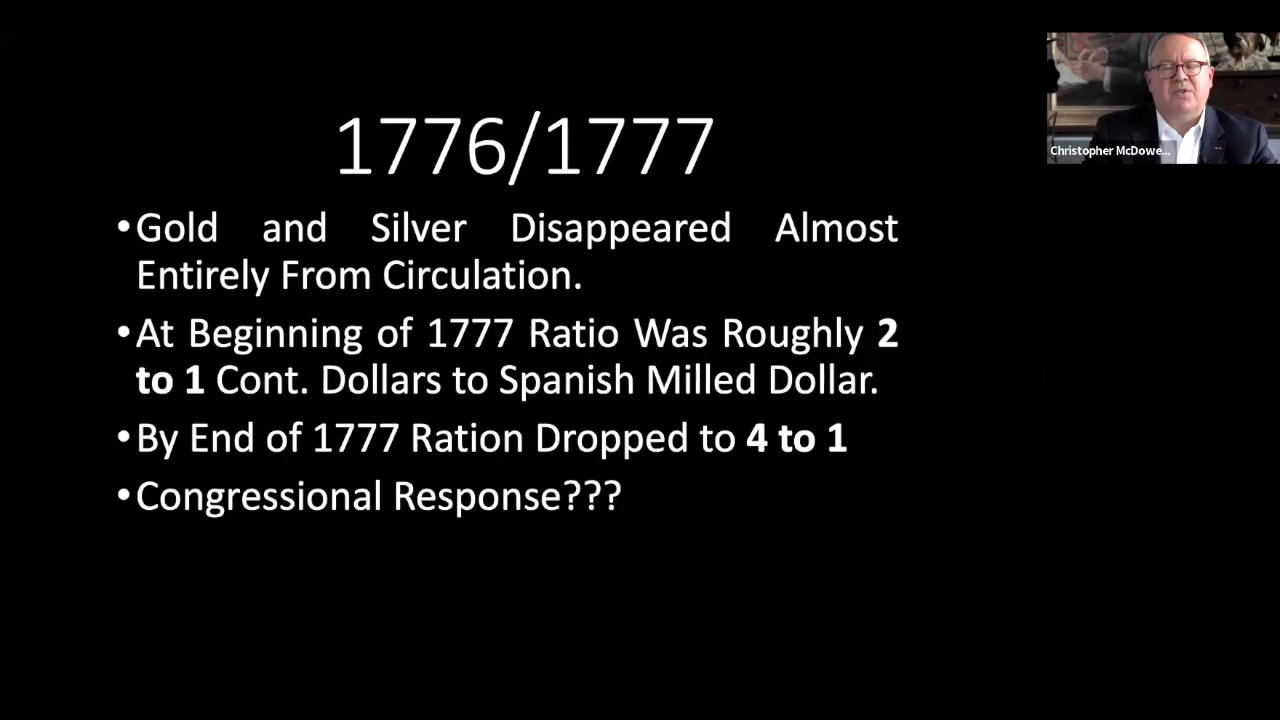 1776/1777
•Gold and Silver Disappeared Almost
Entirely From Circulation.
•At Beginning of 1777 Ratio Was Roughly 2
to 1 Cont. Dollars to Spanish Milled Dollar.
•By End of 1777 Ration Dropped to 4 to 1
•Congressional Response???
Christopher McDowe...